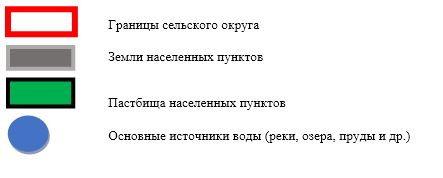 Границы сельского округа
Земли населенных пунктов
Пастбища населенных пунктов
Основные источники воды (реки, озера, пруды и др.)